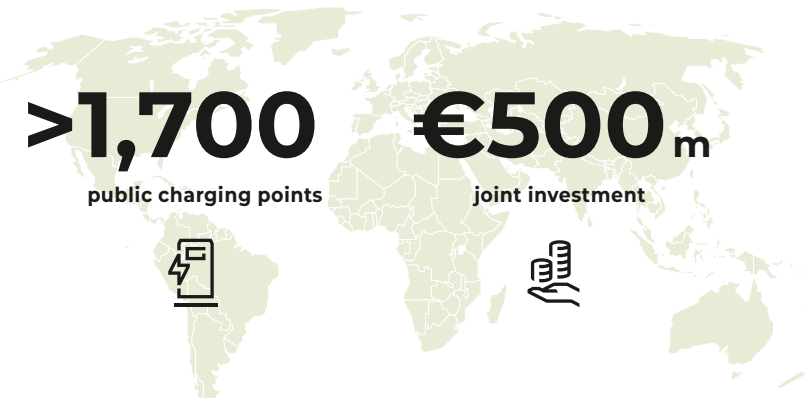 >1,700
public charging points
€500 m
joint investment